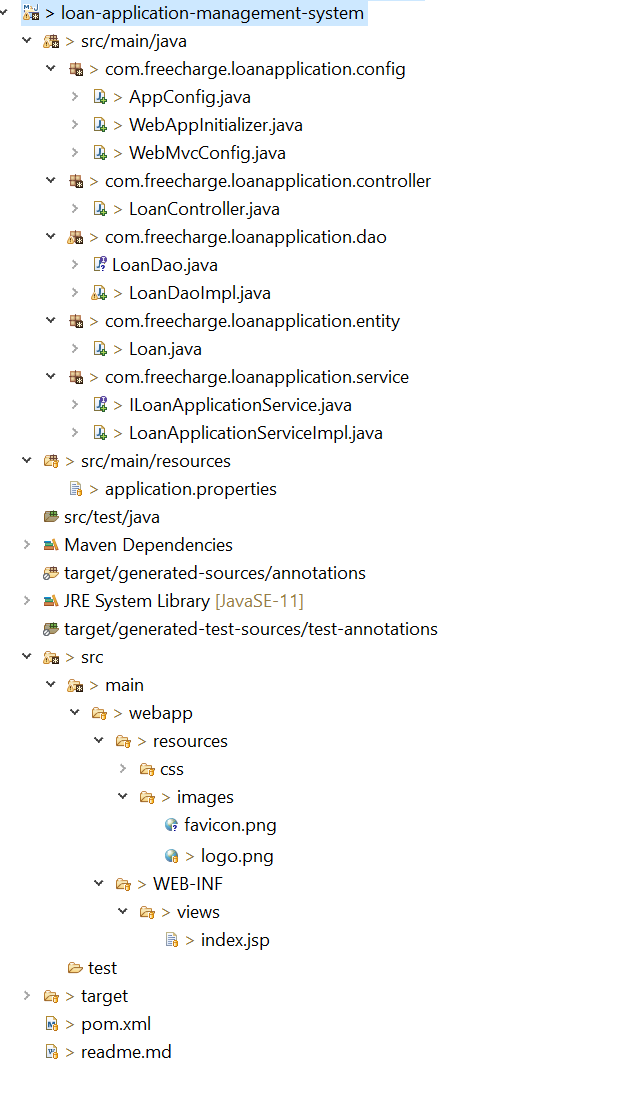 > loan-application-management-system
> src/main/java
> com.freecharge.loanapplication.config
> AppConfig.java
> WebAppInitializer.java
> WebMvcConfig.java
> com.freecharge.loanapplication.controller
> LoanController.java
> com.freecharge.loanapplication.dao
LoanDao.java
> LoanDaoImpl.java
> com.freecharge.loanapplication.entity
> Loan.java
> com.freecharge.loanapplication.service
> ILoanApplicationService.java
> LoanApplicationServiceImpl.java
> src/main/resources
> application.properties
src/test/java
Maven Dependencies
target/generated-sources/annotations
JRE System Library [JavaSE-11]
target/generated-test-sources/test-annotations
> src
> main
> webapp
> resources
css
> images
favicon.png
> logo.png
> WEB-INF
> views
> index.jsp
test
> target
> pom.xml
> readme.md